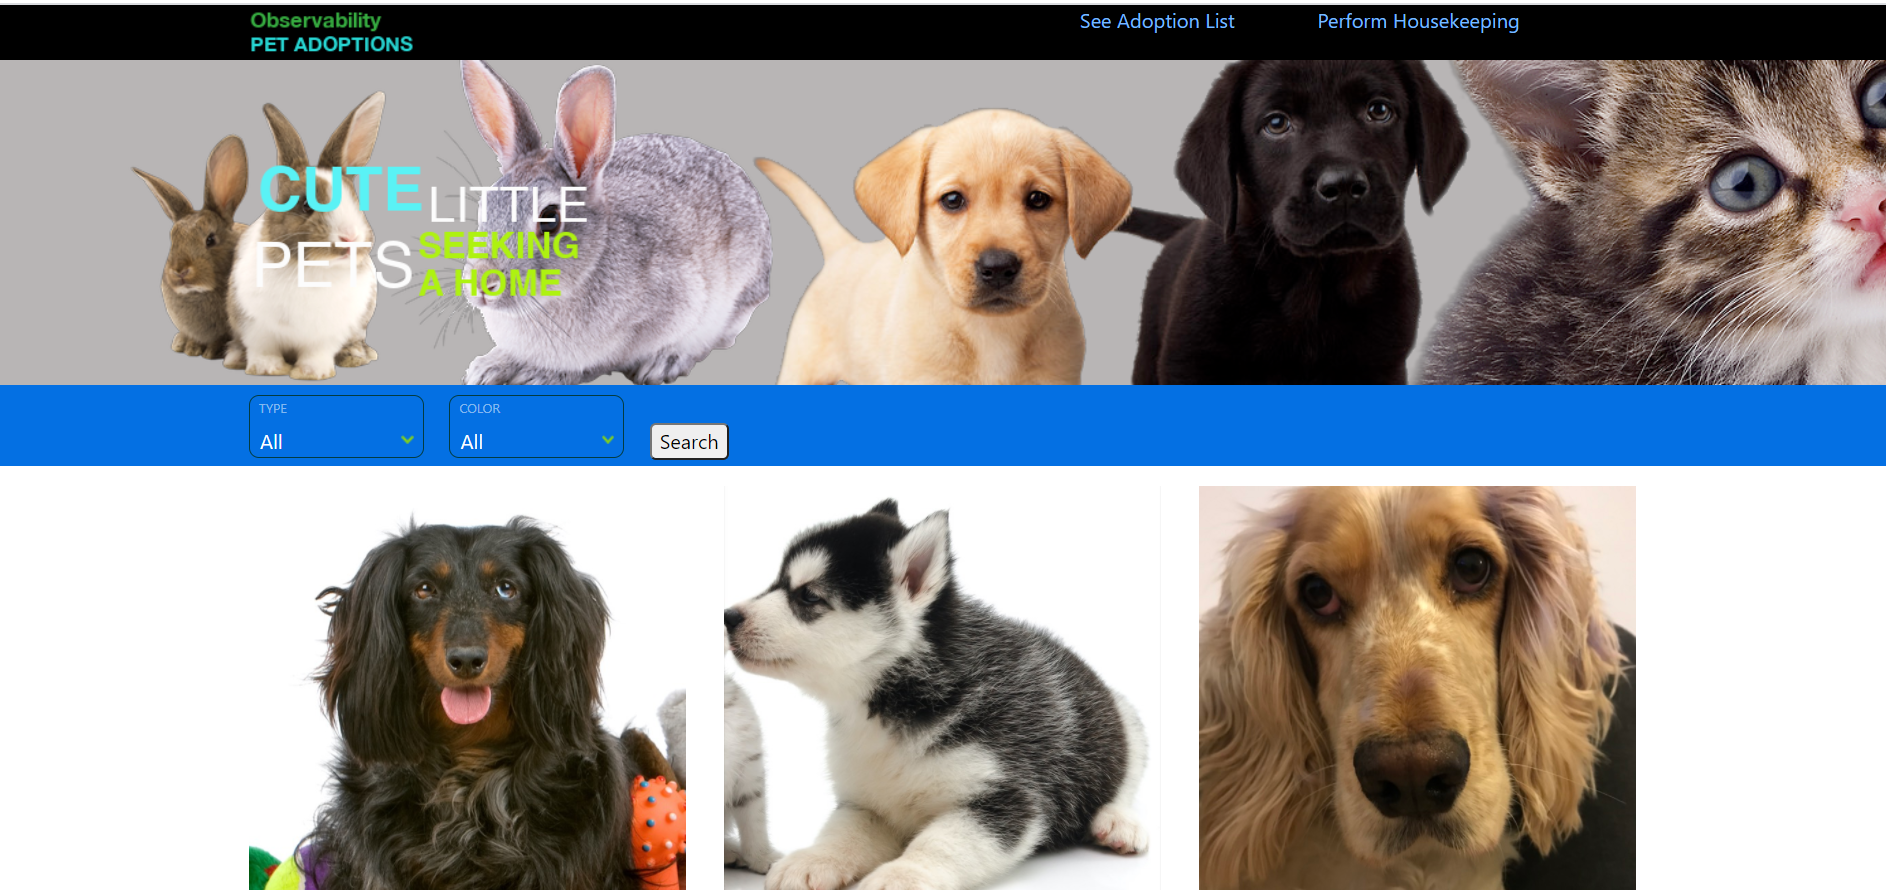 Observability
PET ADOPTIONS
See Adoption List
Perform Housekeeping
CUTE LITTLE
PETS SEEKING
A HOME
TYPE
All
COLOR
All
Search